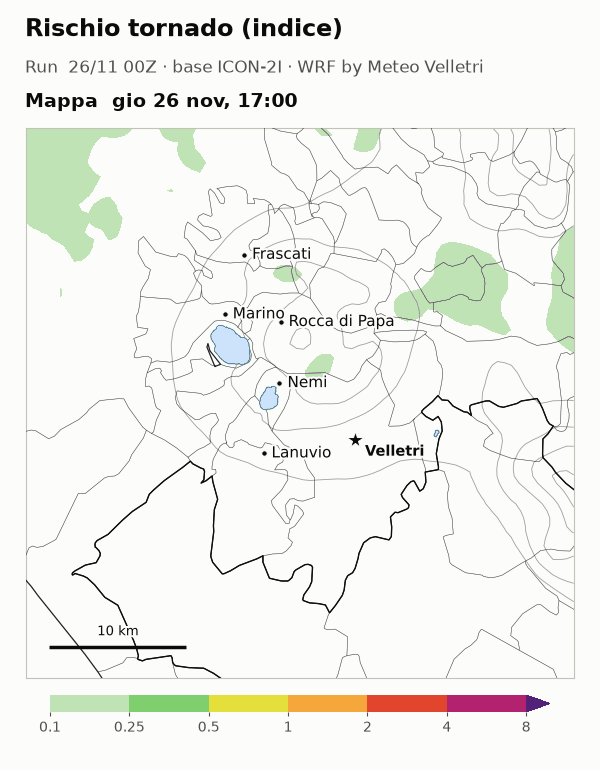 Rischio tornado (indice)
Run  26/11 00Z · base ICON-2I · WRF by Meteo Velletri
Mappa  gio 26 nov, 17:00
Frascati
Marino
Rocca di Papa
Nemi
Velletri
Lanuvio
10 km
0.1 0.25 0.5 1 2 4 8